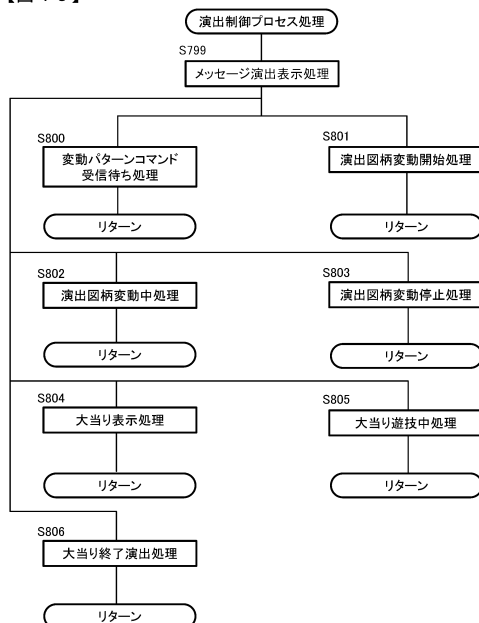 演出制御プロセス処理
S799
メッセージ演出表示処理
S800
変動パターンコマンド
受信待ち処理
リターン
S801
演出図柄変動開始処理
リターン
S802
演出図柄変動中処理
リターン
S803
演出図柄変動停止処理
リターン
S804
大当り表示処理
リターン
S805
大当り遊技中処理
リターン
S806
大当り終了演出処理
リターン